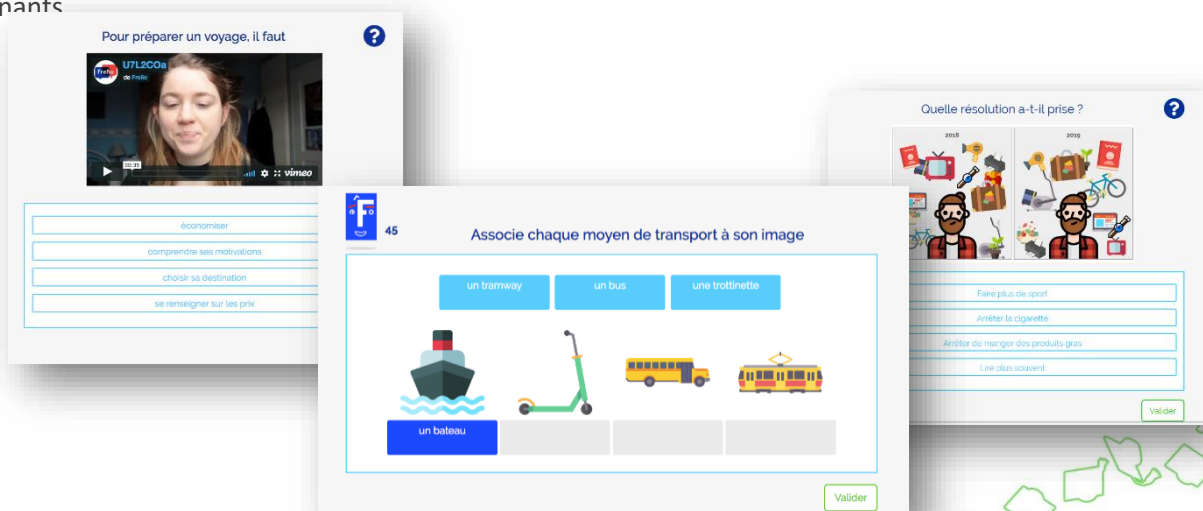 Pour préparer un voyage, il faut
?
U7L2COa
de Frello
Frello
00:35
vimeo
économiser
comprendre ses motivations
choisir sa destination
se renseigner sur les prix
45
Associe chaque moyen de transport à son image
un tramway
un bus
une trottinette
un bateau
Valider
Quelle résolution a-t-il prise ?
?
2018
2019
Faire plus de sport
Arrêter la cigarette
Arrêter de manger des produits gras
Lire plus souvent
Valider